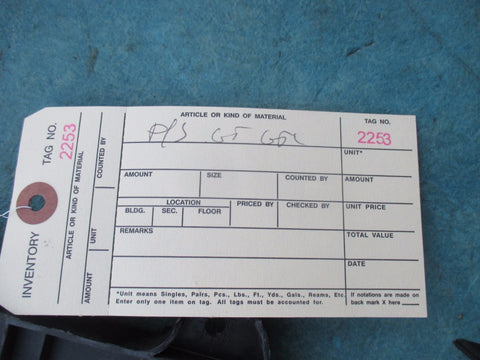 INVENTORY
TAG NO. 2253
ARTICLE OR KIND OF MATERIAL
AMOUNT UNIT COUNTED BY
ARTICLE OR KIND OF MATERIAL
TAG NO.
P/S
2253
UNIT*
AMOUNT SIZE COUNTED BY AMOUNT
LOCATION PRICED BY CHECKED BY UNIT PRICE
BLDG. SEC. FLOOR
REMARKS TOTAL VALUE
DATE
*Unit means Singles, Pairs, Pcs., Lbs., Ft., Yds., Gals., Reams, Etc.
Enter only one item on tag. All tags must be accounted for.
If notations are made on
back mark X here